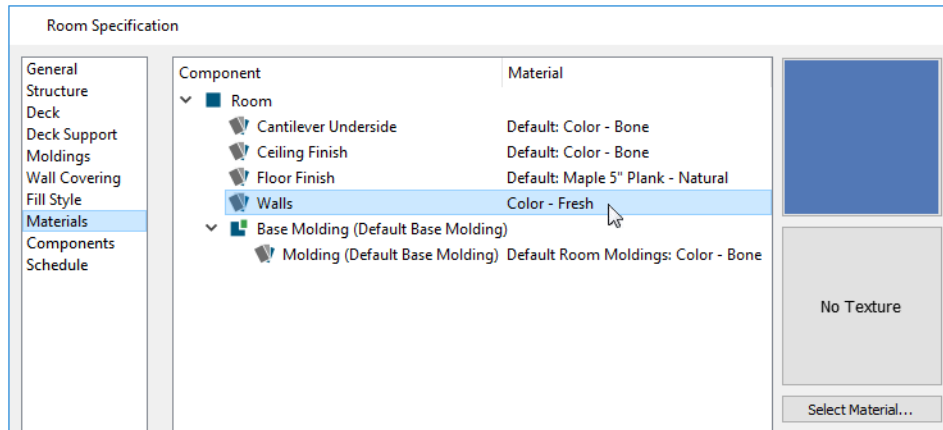 Room Specification
General
Structure
Deck
Deck Support
Moldings
Wall Covering
Fill Style
Materials
Components
Schedule
Component Material
Room
Cantilever Underside Default: Color - Bone
Ceiling Finish Default: Color - Bone
Floor Finish Default: Maple 5" Plank - Natural
Walls Color - Fresh
Base Molding (Default Base Molding)
Molding (Default Base Molding) Default Room Moldings: Color - Bone
No Texture
Select Material...